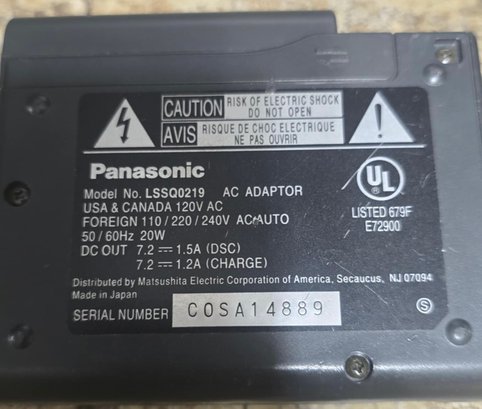 CAUTION RISK OF ELECTRIC SHOCK
DO NOT OPEN
AVIS RISQUE DE CHOC ELECTRIQUE
NE PAS OUVRIR
Panasonic
Model No. LSSQ0219 AC ADAPTOR
USA & CANADA 120V AC
FOREIGN 110 / 220 / 240V AC AUTO
50 / 60Hz 20W
DC OUT 7.2 ⎓ 1.5A (DSC)
7.2 ⎓ 1.2A (CHARGE)
UL
LISTED 679F
E72900
Distributed by Matsushita Electric Corporation of America, Secaucus, NJ 07094
Made in Japan
SERIAL NUMBER COSA14889
S